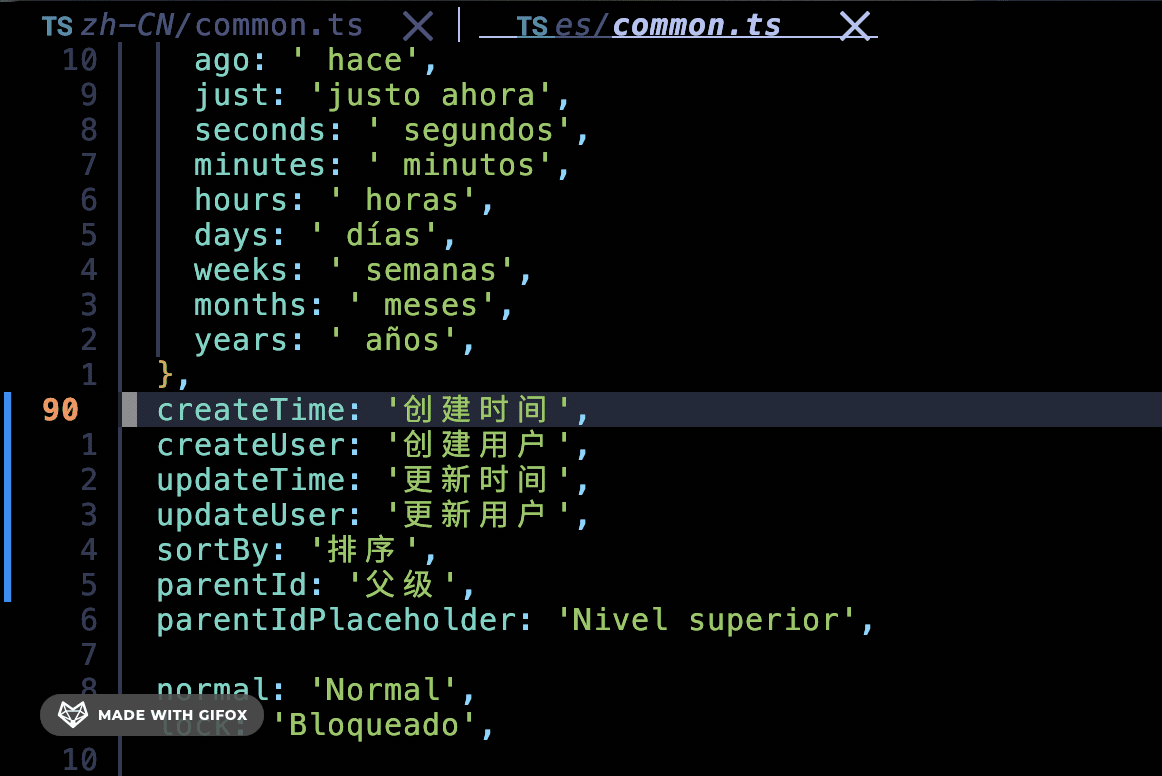 TS zh-CN/common.ts TS es/common.ts
10 ago: ' hace',
9 just: 'justo ahora',
8 seconds: ' segundos',
7 minutes: ' minutos',
6 hours: ' horas',
5 days: ' días',
4 weeks: ' semanas',
3 months: ' meses',
2 years: ' años',
1 },
90 createTime: '创建时间',
1 createUser: '创建用户',
2 updateTime: '更新时间',
3 updateUser: '更新用户',
4 sortBy: '排序',
5 parentId: '父级',
6 parentIdPlaceholder: 'Nivel superior',
7
8 normal: 'Normal',
lock: 'Bloqueado',
MADE WITH GIFOX
10